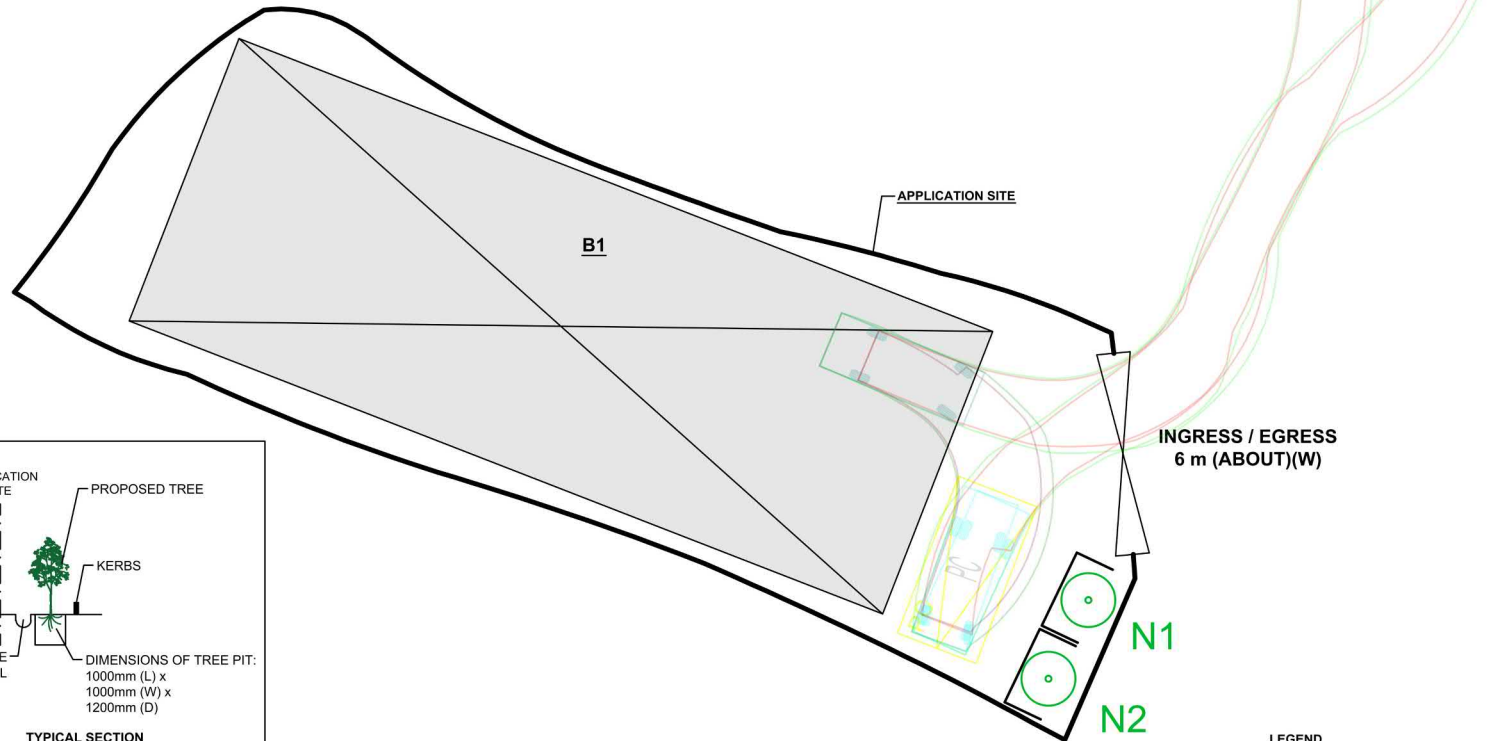 APPLICATION SITE
B1
INGRESS / EGRESS
6 m (ABOUT)(W)
PC
N1
N2
PROPOSED TREE
KERBS
DIMENSIONS OF TREE PIT:
1000mm (L) x
1000mm (W) x
1200mm (D)
TYPICAL SECTION
LEGEND